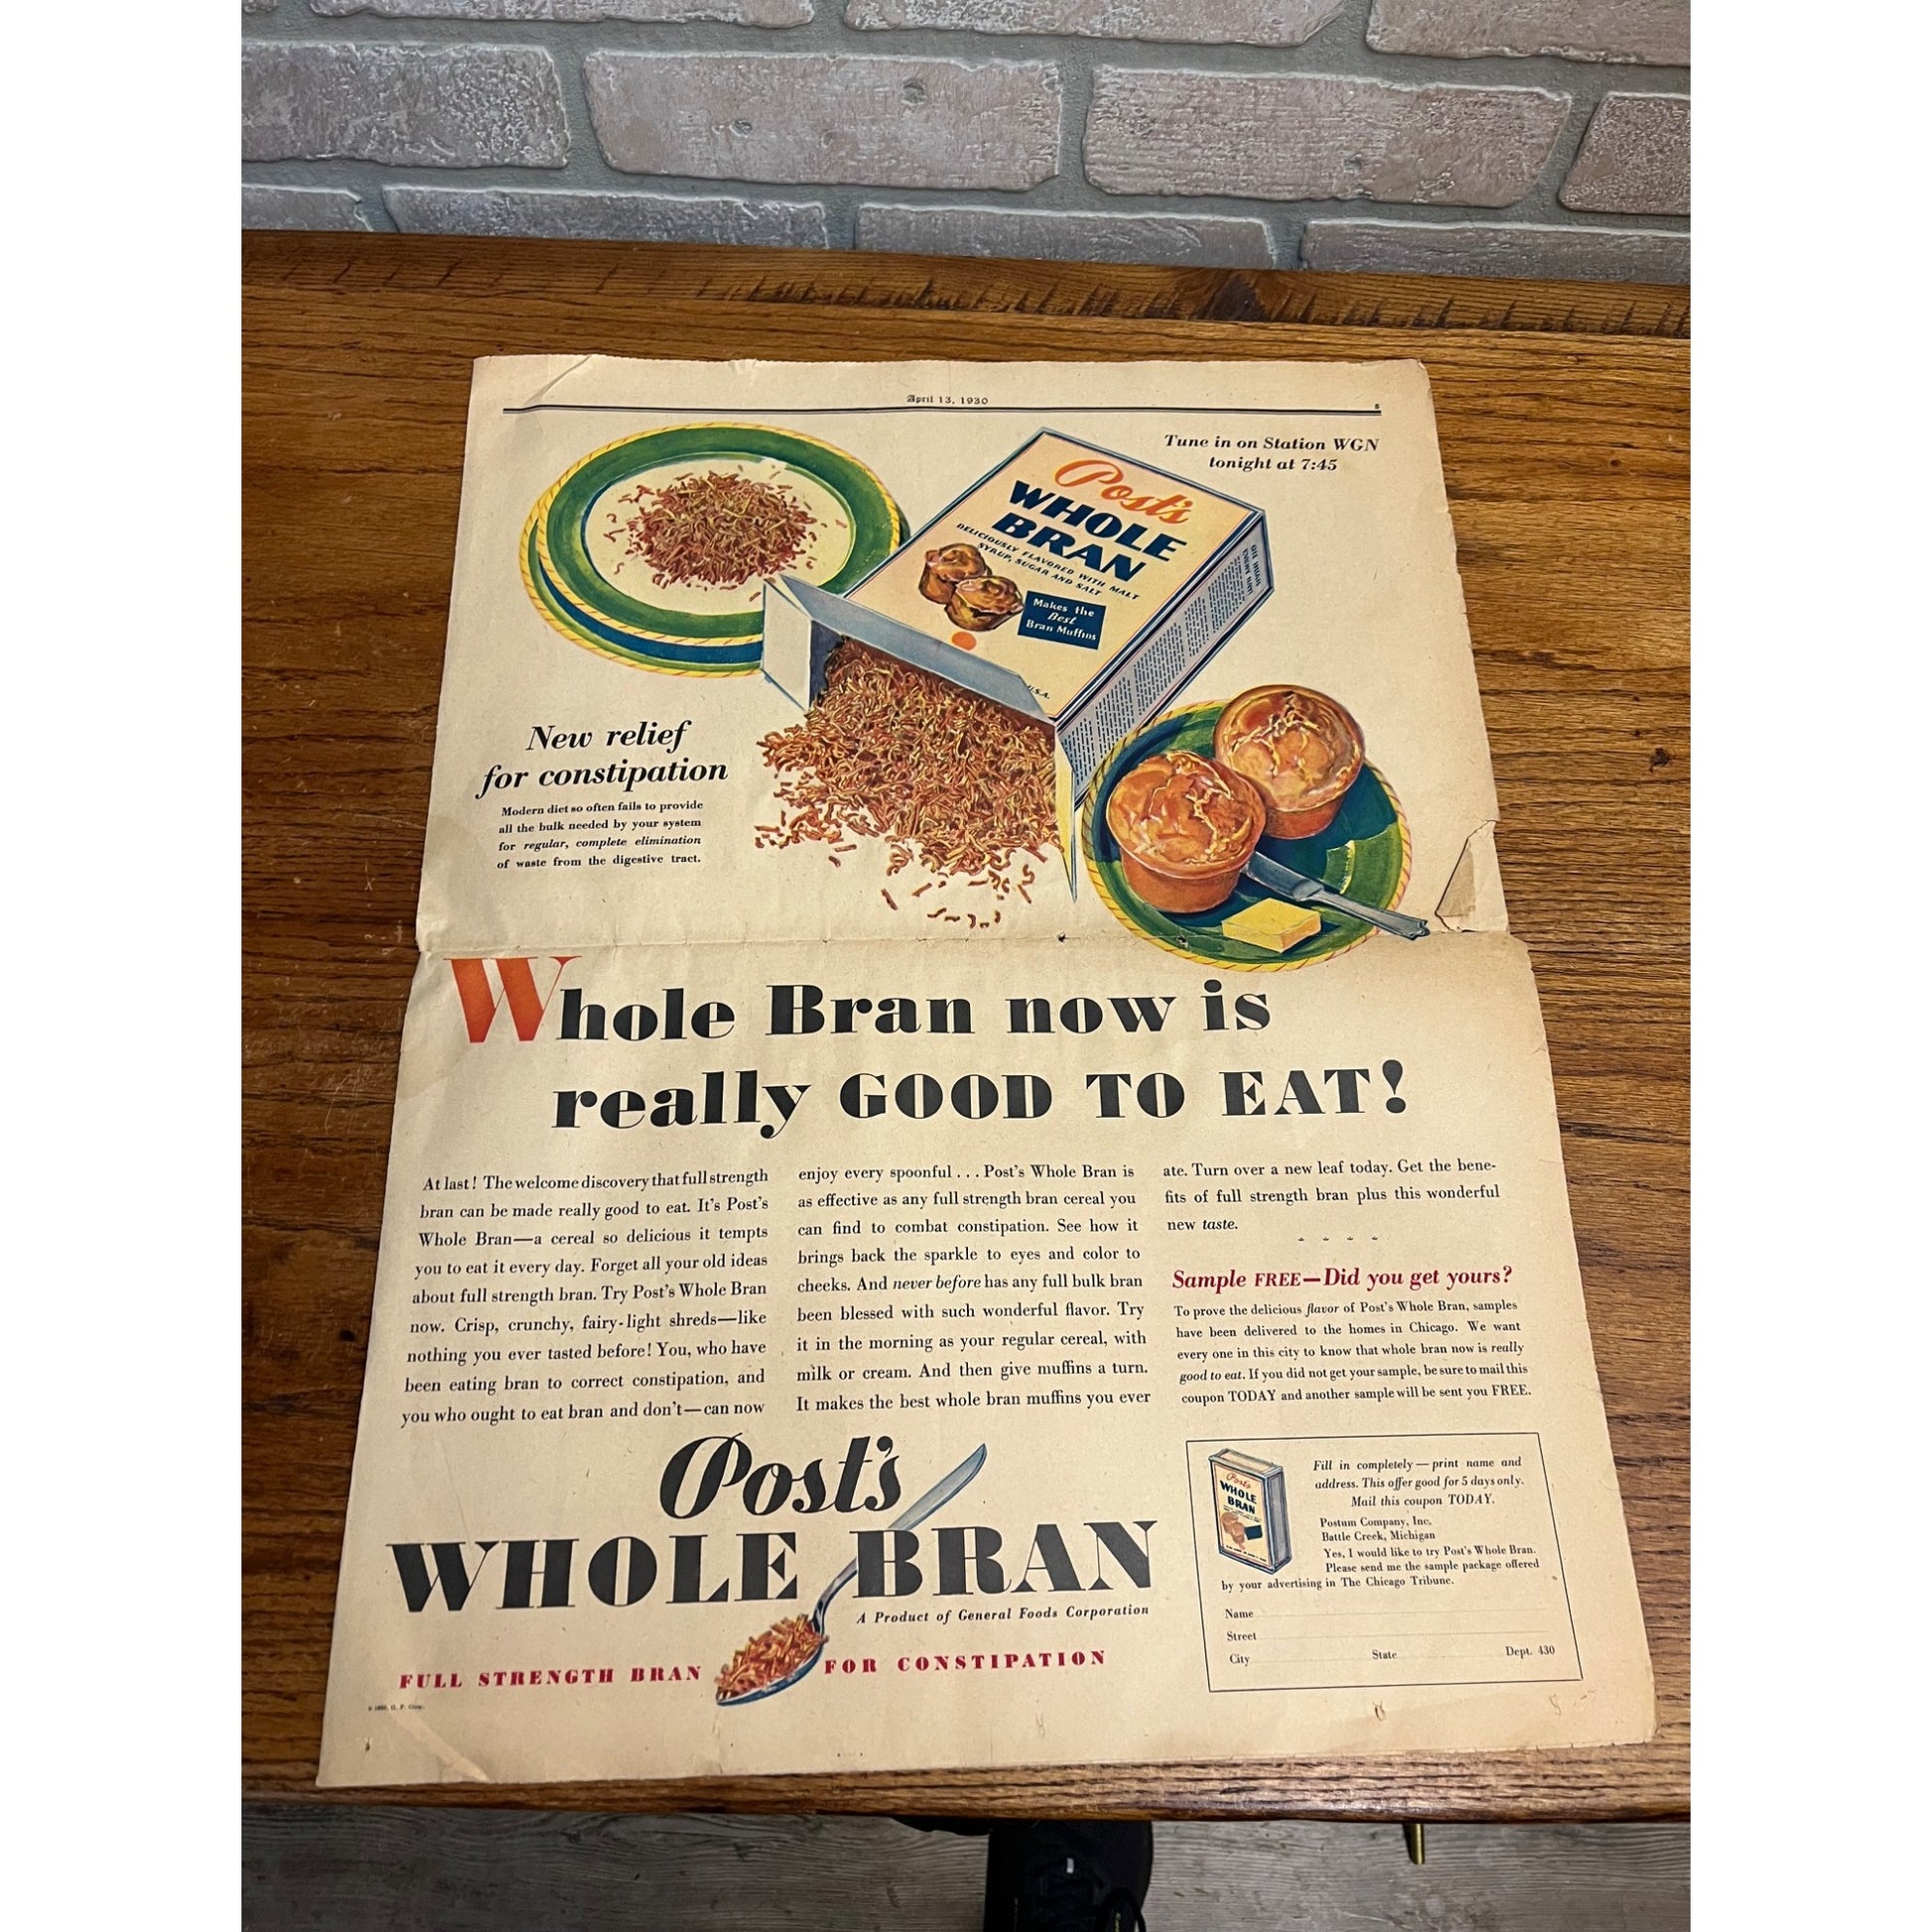 April 13, 1930
5
Tune in on Station WGN
tonight at 7:45
Post's
WHOLE
BRAN
DELICIOUSLY FLAVORED WITH MALT
SYRUP, SUGAR AND SALT
Makes the
Best
Bran Muffins
U.S.A.
New relief
for constipation
Modern diet so often fails to provide
all the bulk needed by your system
for regular, complete elimination
of waste from the digestive tract.
Whole Bran now is
really GOOD TO EAT!
At last! The welcome discovery that full strength
bran can be made really good to eat. It's Post's
Whole Bran—a cereal so delicious it tempts
you to eat it every day. Forget all your old ideas
about full strength bran. Try Post's Whole Bran
now. Crisp, crunchy, fairy-light shreds—like
nothing you ever tasted before! You, who have
been eating bran to correct constipation, and
you who ought to eat bran and don't—can now
enjoy every spoonful . . . Post's Whole Bran is
as effective as any full strength bran cereal you
can find to combat constipation. See how it
brings back the sparkle to eyes and color to
cheeks. And never before has any full bulk bran
been blessed with such wonderful flavor. Try
it in the morning as your regular cereal, with
milk or cream. And then give muffins a turn.
It makes the best whole bran muffins you ever
ate. Turn over a new leaf today. Get the bene-
fits of full strength bran plus this wonderful
new taste.
Sample FREE—Did you get yours?
To prove the delicious flavor of Post's Whole Bran, samples
have been delivered to the homes in Chicago. We want
every one in this city to know that whole bran now is really
good to eat. If you did not get your sample, be sure to mail this
coupon TODAY and another sample will be sent you FREE.
Post's
WHOLE BRAN
A Product of General Foods Corporation
FULL STRENGTH BRAN FOR CONSTIPATION
Post's
WHOLE
BRAN
Fill in completely—print name and
address. This offer good for 5 days only.
Mail this coupon TODAY.
Postum Company, Inc.
Battle Creek, Michigan
Yes, I would like to try Post's Whole Bran.
Please send me the sample package offered
by your advertising in The Chicago Tribune.
Name
Street
City State Dept. 430
G. F. Corp.